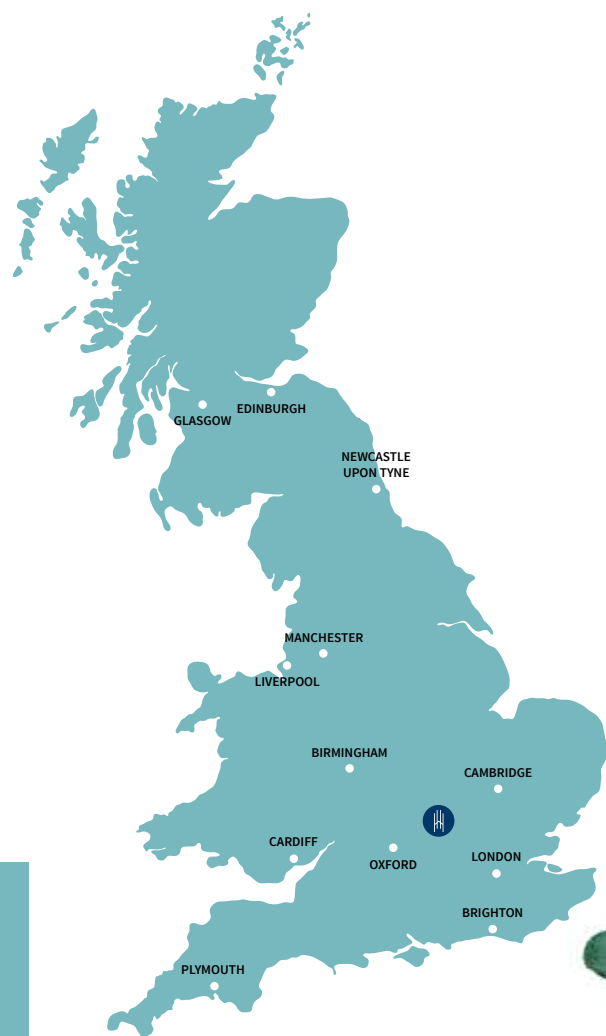 EDINBURGH
GLASGOW
NEWCASTLE
UPON TYNE
MANCHESTER
LIVERPOOL
BIRMINGHAM
CAMBRIDGE
CARDIFF
OXFORD
LONDON
BRIGHTON
PLYMOUTH